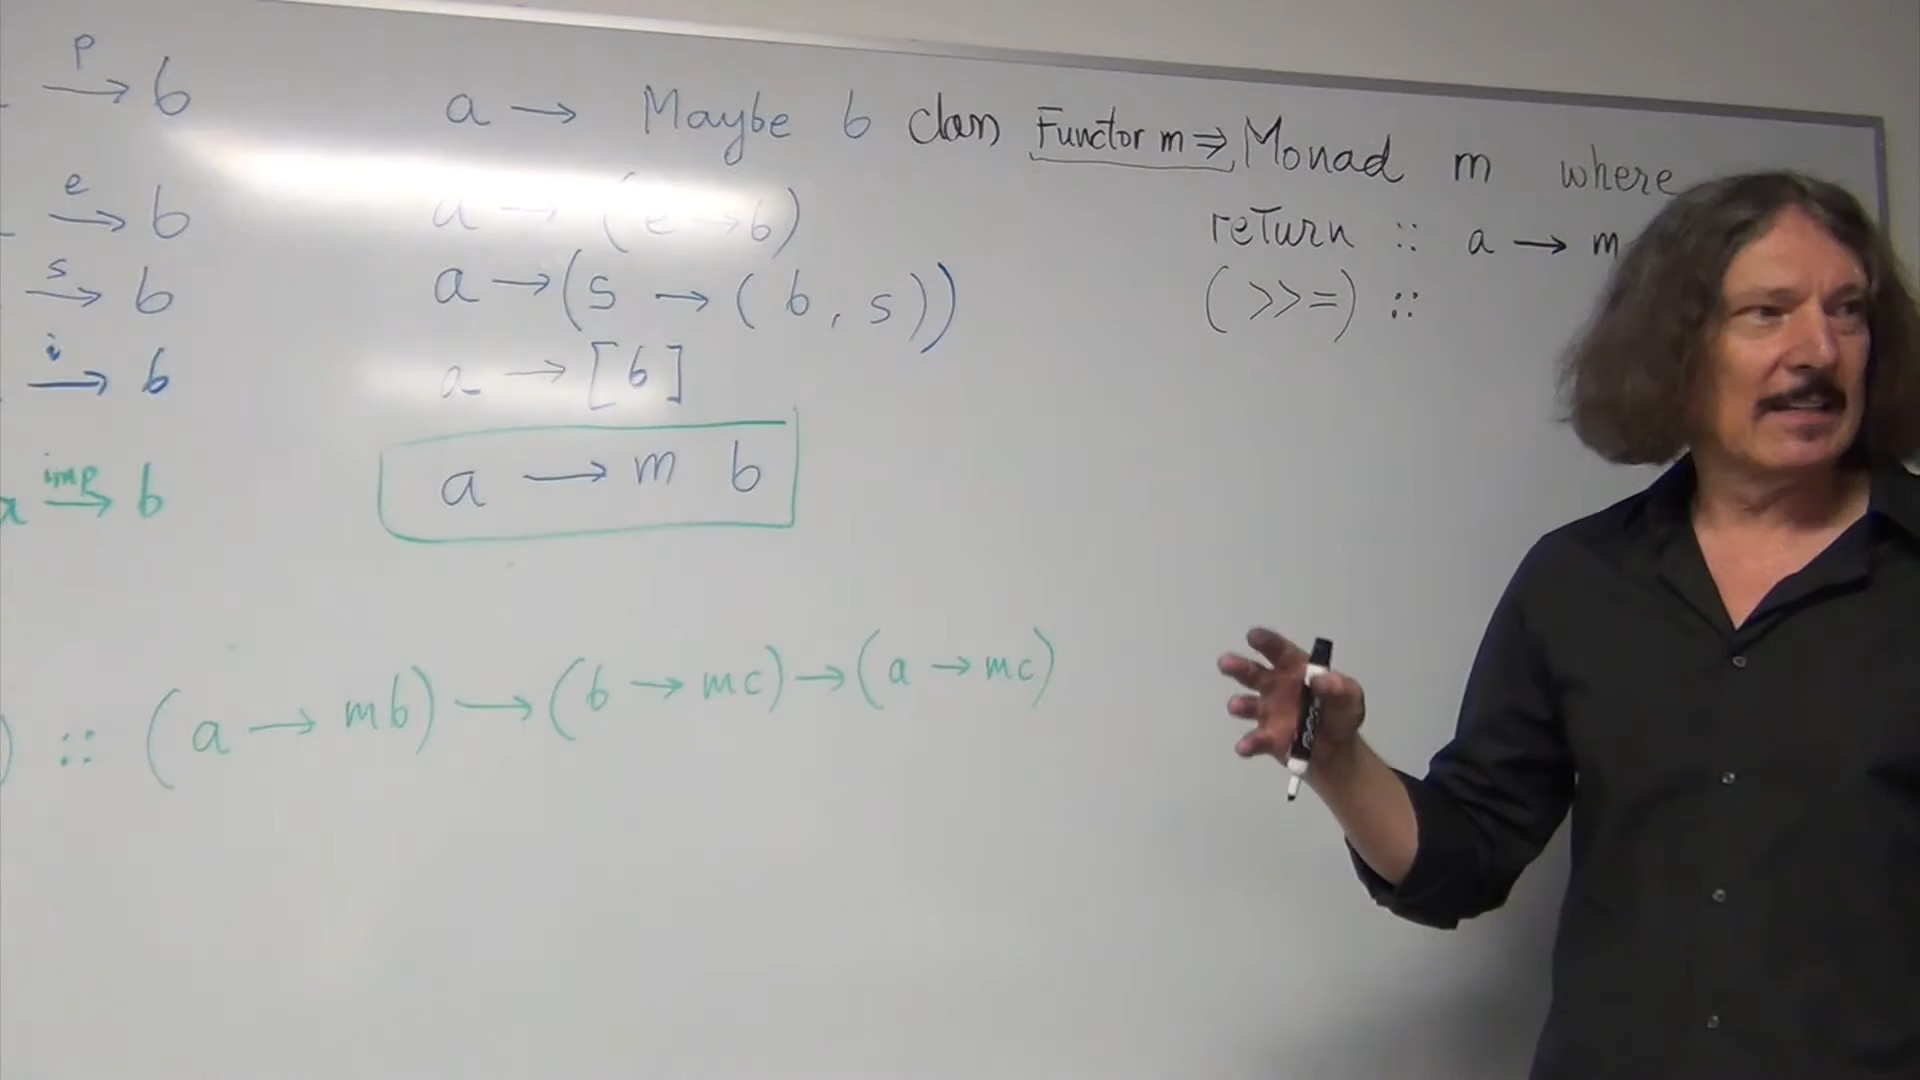 p → b a → Maybe b class Functor m ⇒ Monad m where
e → b a → (e → b) return :: a → m
s → b a → (s → (b, s)) (>>=) ::
i → b a → [b]
a imp → b a → m b
) :: (a → mb) → (b → mc) → (a → mc)